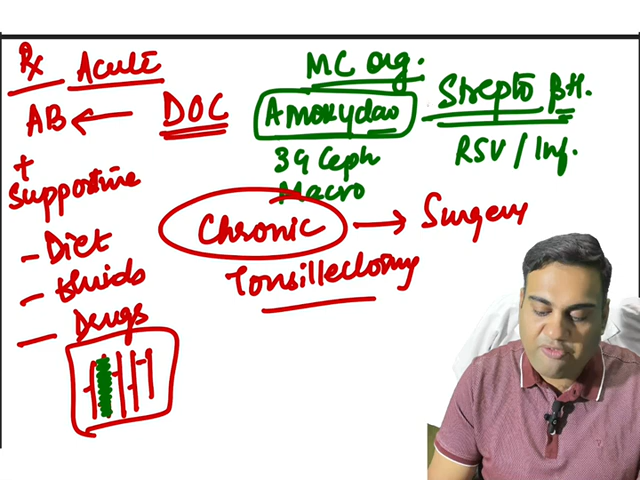 Rx Acute
MC org.
AB ← DOC
Amoxyclav
Strepto βH.
3G Ceph
Macro
RSV / Inf.
+
Supportive
Chronic → Surgery
Tonsillectomy
- Diet
- fluids
- Drugs